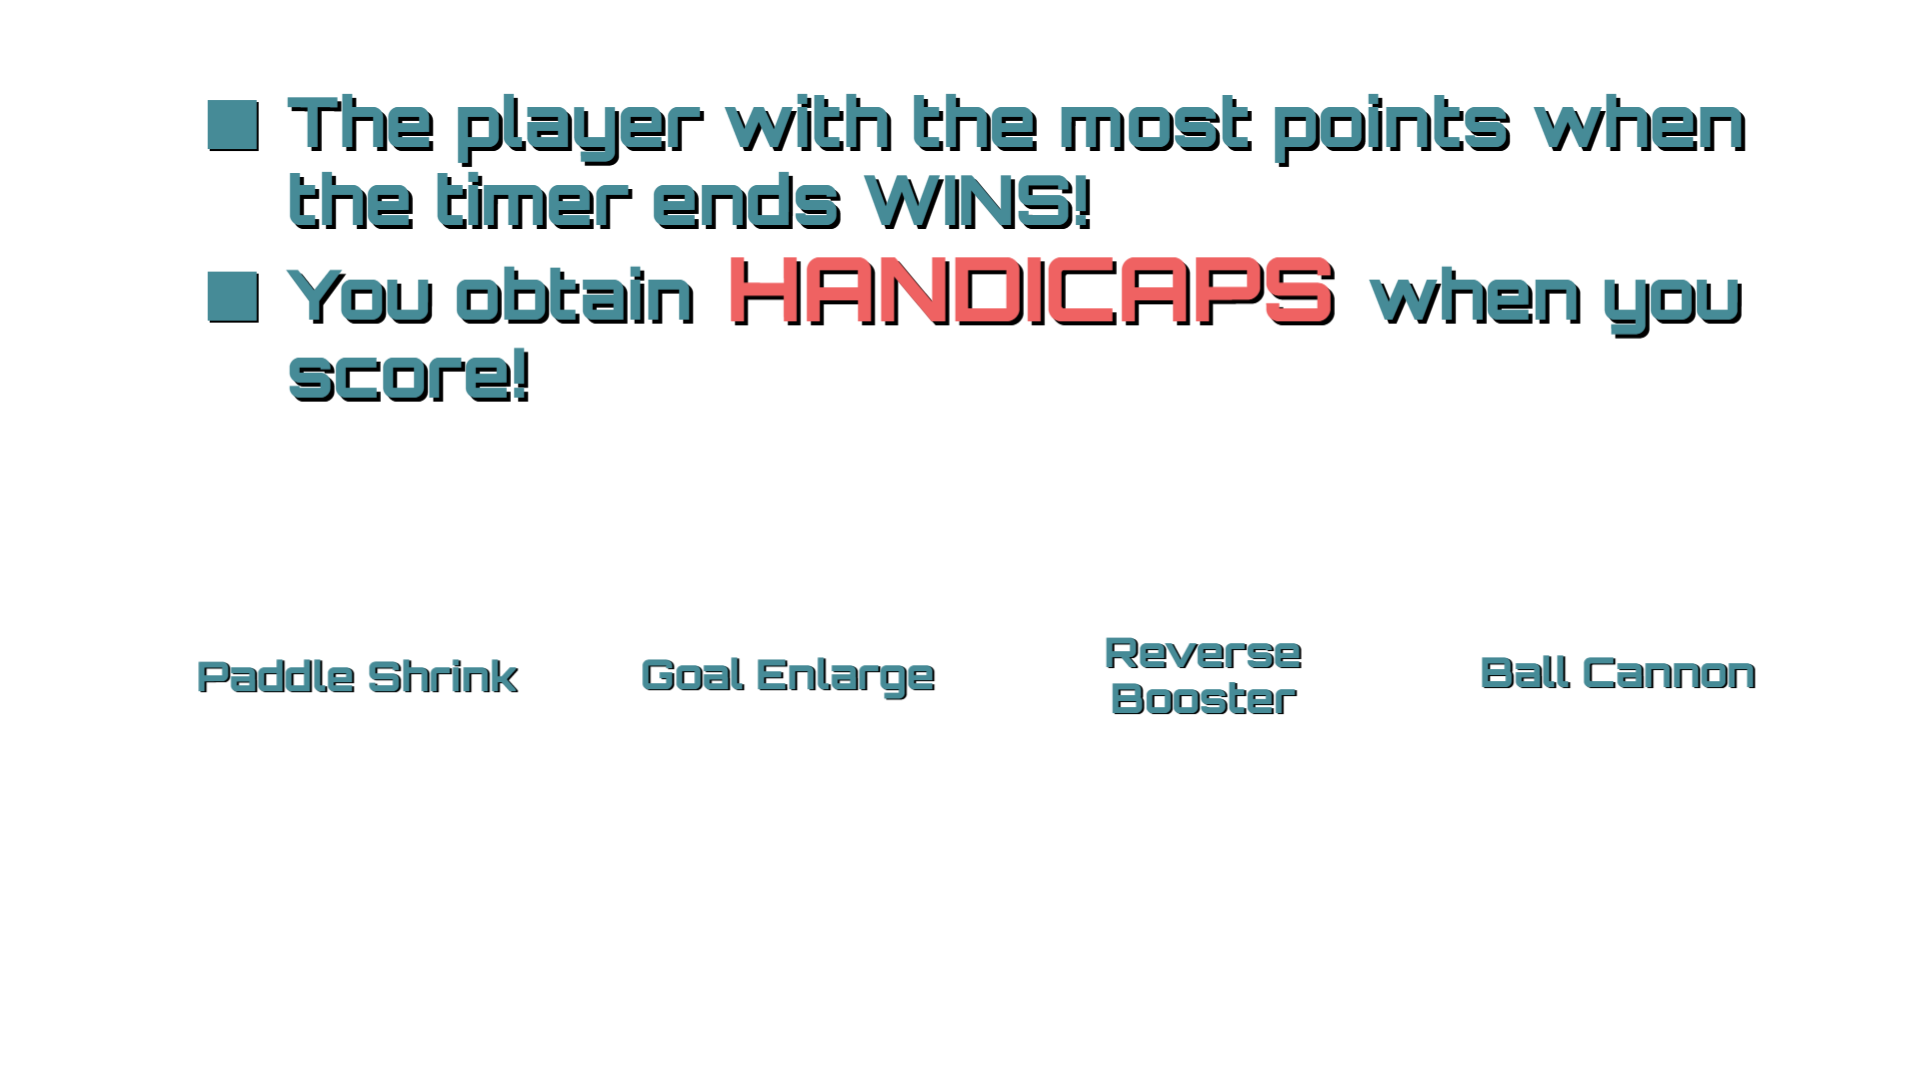 The player with the most points when
the timer ends WINS!
You obtain HANDICAPS when you
score!
Paddle Shrink
Goal Enlarge
Reverse
Booster
Ball Cannon